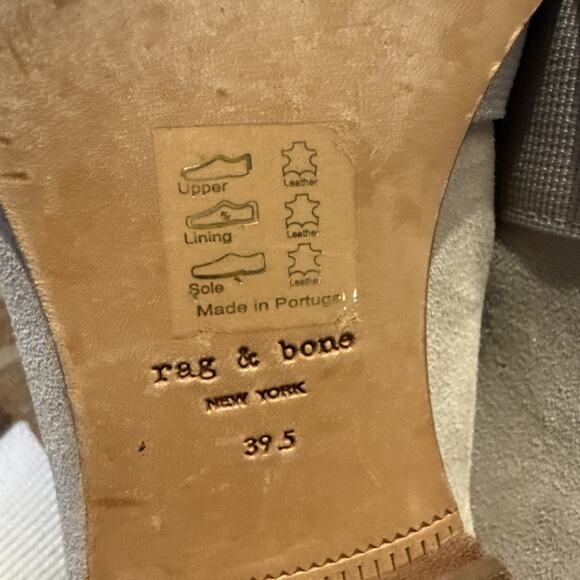 Upper Leather
Lining Leather
Sole Leather
Made in Portugal
rag & bone
NEW YORK
39.5